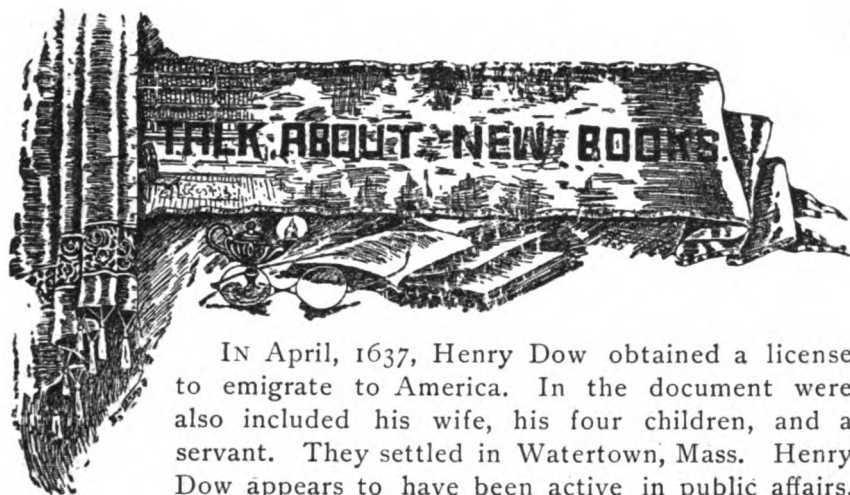 TALK ABOUT NEW BOOKS.
IN April, 1637, Henry Dow obtained a license
to emigrate to America. In the document were
also included his wife, his four children, and a
servant. They settled in Watertown, Mass. Henry
Dow appears to have been active in public affairs,